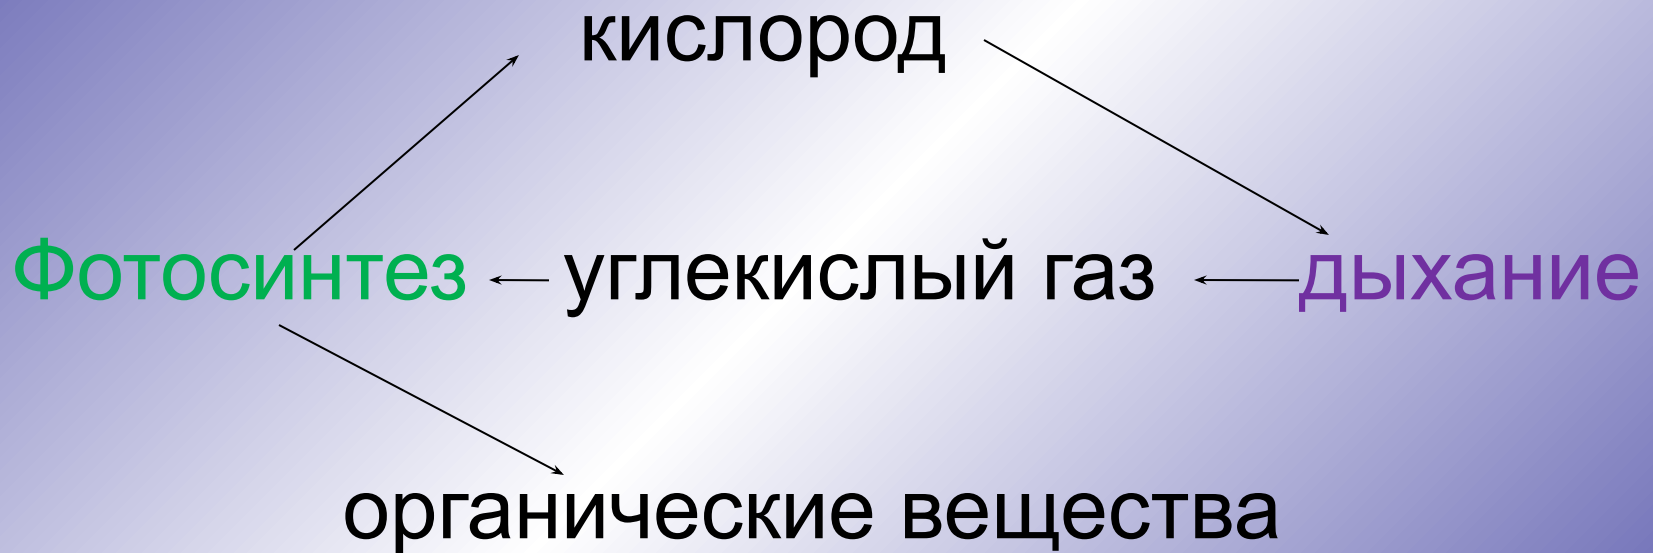 кислород
Фотосинтез углекислый газ дыхание
органические вещества